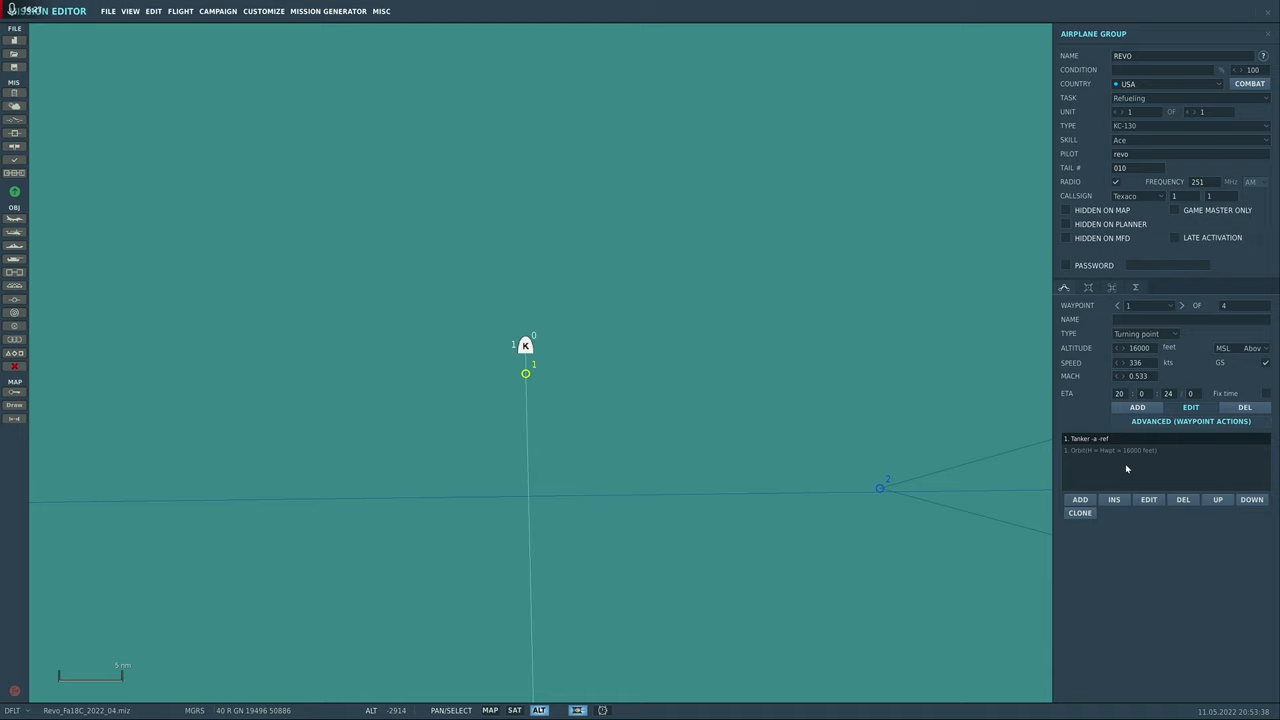 MISSION EDITOR
FILE VIEW EDIT FLIGHT CAMPAIGN CUSTOMIZE MISSION GENERATOR MISC
FILE
MIS
OBJ
MAP
Draw
0
1 K
1
2
5 nm
AIRPLANE GROUP
NAME REVO ?
CONDITION % < > 100
COUNTRY USA COMBAT
TASK Refueling
UNIT < > 1 OF < > 1
TYPE KC-130
SKILL Ace
PILOT revo
TAIL # 010
RADIO FREQUENCY 251 MHz AM
CALLSIGN Texaco 1 1
HIDDEN ON MAP GAME MASTER ONLY
HIDDEN ON PLANNER
HIDDEN ON MFD LATE ACTIVATION
PASSWORD
WAYPOINT < 1 > OF 4
NAME
TYPE Turning point
ALTITUDE < > 16000 feet MSL Abov
SPEED < > 336 kts GS
MACH < > 0.533
ETA 20 : 0 : 24 / 0 Fix time
ADD EDIT DEL
ADVANCED (WAYPOINT ACTIONS)
1. Tanker -a -ref
1. Orbit(H = Hwpt = 16000 feet)
ADD INS EDIT DEL UP DOWN
CLONE
DFLT Revo_Fa18C_2022_04.miz MGRS 40 R GN 19496 50886 ALT -2914 PAN/SELECT MAP SAT ALT 11.05.2022 20:53:38